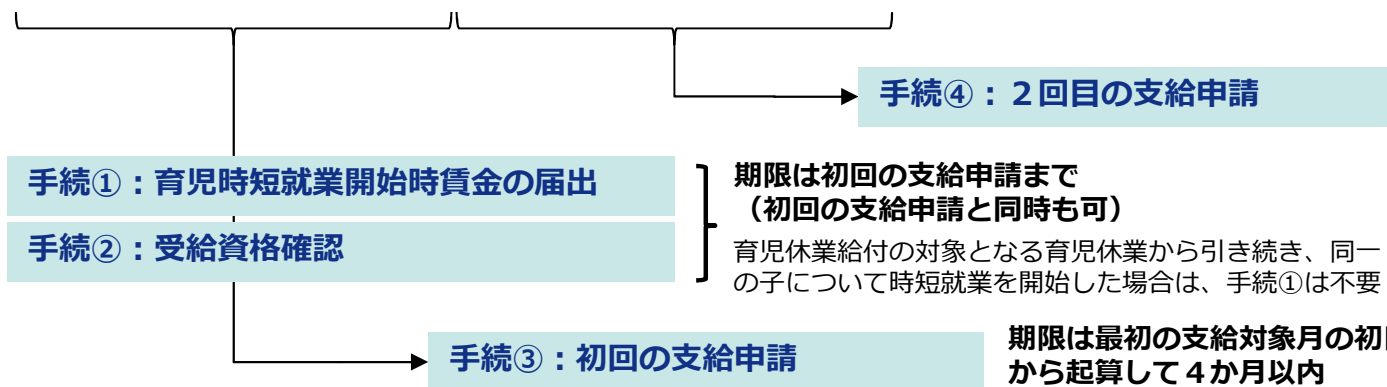 手続④：２回目の支給申請
手続①：育児時短就業開始時賃金の届出
手続②：受給資格確認
期限は初回の支給申請まで
（初回の支給申請と同時も可）
育児休業給付の対象となる育児休業から引き続き、同一
の子について時短就業を開始した場合は、手続①は不要
手続③：初回の支給申請
期限は最初の支給対象月の初日
から起算して４か月以内